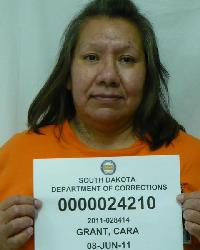 SOUTH DAKOTA
DEPARTMENT OF CORRECTIONS
0000024210
2011-028414
GRANT, CARA
08-JUN-11